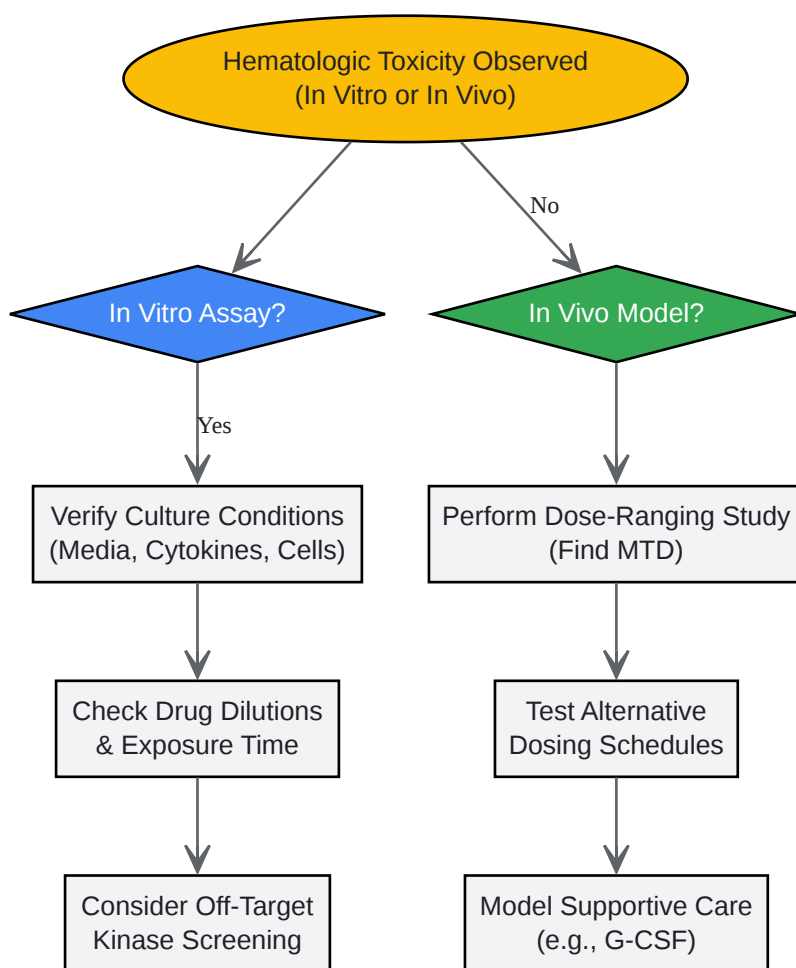 Hematologic Toxicity Observed
(In Vitro or In Vivo)
No
In Vitro Assay?
In Vivo Model?
Yes
Verify Culture Conditions
(Media, Cytokines, Cells)
Perform Dose-Ranging Study
(Find MTD)
Check Drug Dilutions
& Exposure Time
Test Alternative
Dosing Schedules
Consider Off-Target
Kinase Screening
Model Supportive Care
(e.g., G-CSF)